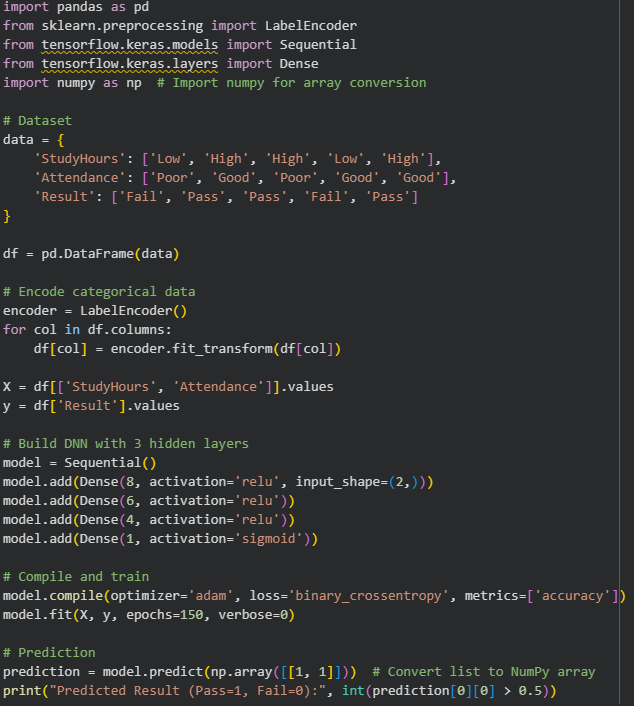 import pandas as pd
from sklearn.preprocessing import LabelEncoder
from tensorflow.keras.models import Sequential
from tensorflow.keras.layers import Dense
import numpy as np  # Import numpy for array conversion

# Dataset
data = {
    'StudyHours': ['Low', 'High', 'High', 'Low', 'High'],
    'Attendance': ['Poor', 'Good', 'Poor', 'Good', 'Good'],
    'Result': ['Fail', 'Pass', 'Pass', 'Fail', 'Pass']
}

df = pd.DataFrame(data)

# Encode categorical data
encoder = LabelEncoder()
for col in df.columns:
    df[col] = encoder.fit_transform(df[col])

X = df[['StudyHours', 'Attendance']].values
y = df['Result'].values

# Build DNN with 3 hidden layers
model = Sequential()
model.add(Dense(8, activation='relu', input_shape=(2,)))
model.add(Dense(6, activation='relu'))
model.add(Dense(4, activation='relu'))
model.add(Dense(1, activation='sigmoid'))

# Compile and train
model.compile(optimizer='adam', loss='binary_crossentropy', metrics=['accuracy'])
model.fit(X, y, epochs=150, verbose=0)

# Prediction
prediction = model.predict(np.array([[1, 1]]))  # Convert list to NumPy array
print("Predicted Result (Pass=1, Fail=0):", int(prediction[0][0] > 0.5))